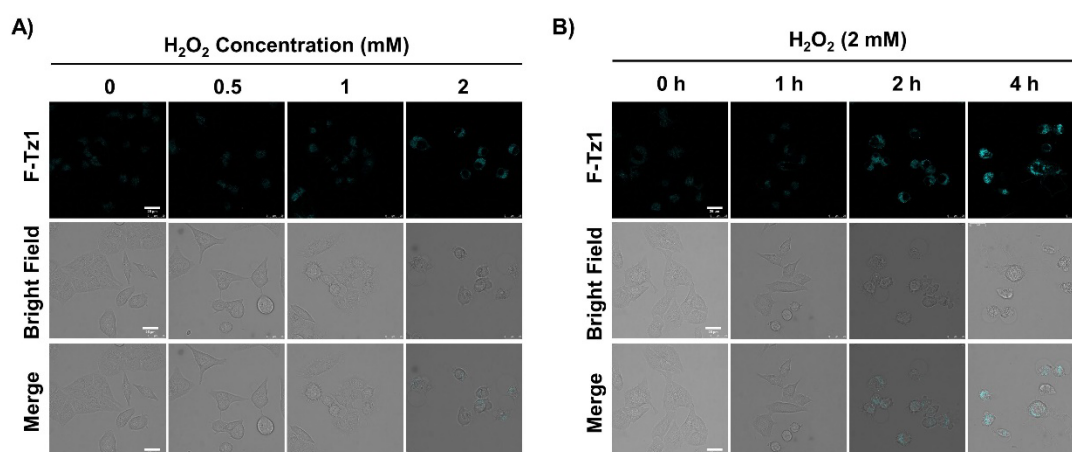 A)
H₂O₂ Concentration (mM)
0 0.5 1 2
F-Tz1
Bright Field
Merge
B)
H₂O₂ (2 mM)
0 h 1 h 2 h 4 h
F-Tz1
Bright Field
Merge